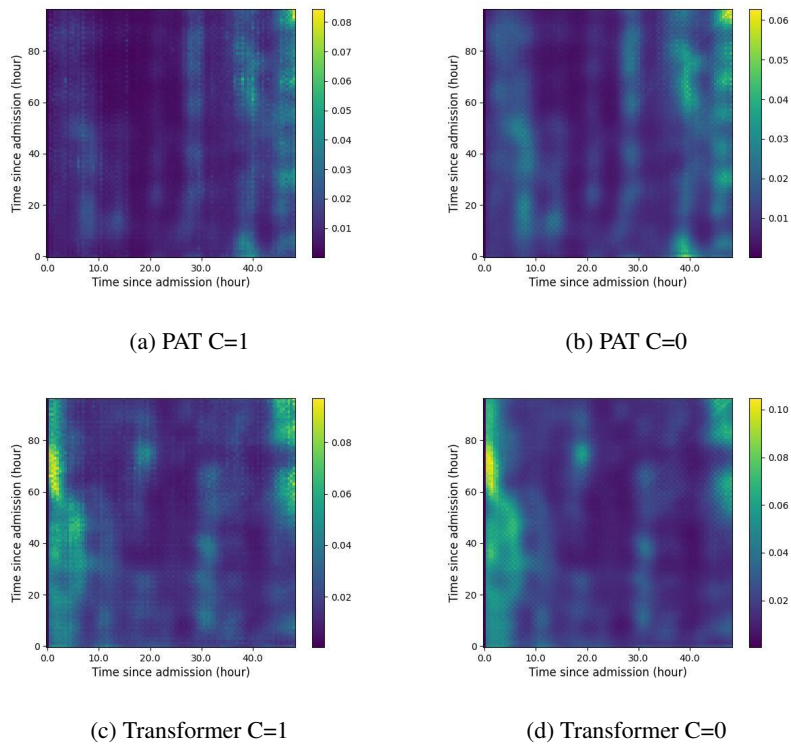 Time since admission (hour)
80
60
40
20
0
0.0 10.0 20.0 30.0 40.0
Time since admission (hour)
0.08
0.07
0.06
0.05
0.04
0.03
0.02
0.01
(a) PAT C=1
Time since admission (hour)
80
60
40
20
0
0.0 10.0 20.0 30.0 40.0
Time since admission (hour)
0.06
0.05
0.04
0.03
0.02
0.01
(b) PAT C=0
Time since admission (hour)
80
60
40
20
0
0.0 10.0 20.0 30.0 40.0
Time since admission (hour)
0.08
0.06
0.04
0.02
(c) Transformer C=1
Time since admission (hour)
80
60
40
20
0
0.0 10.0 20.0 30.0 40.0
Time since admission (hour)
0.10
0.08
0.06
0.04
0.02
(d) Transformer C=0